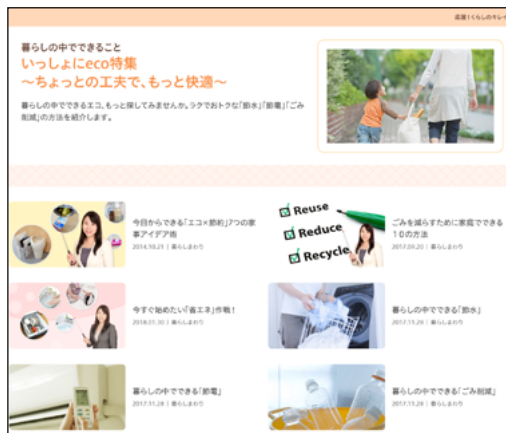 応援！くらしのキレイ
暮らしの中でできること
いっしょにeco特集
～ちょっとの工夫で、もっと快適～
暮らしの中でできるエコ、もっと探してみませんか。ラクでおトクな「節水」「節電」「ごみ
削減」の方法を紹介します。
今日からできる「エコ×節約」7つの家
事アイデア術
2014.10.21 | 暮らしまわり
Reuse
Reduce
Recycle
ごみを減らすために家庭でできる
10の方法
2017.09.20 | 暮らしまわり
今すぐ始めたい「省エネ」作戦！
2018.01.30 | 暮らしまわり
暮らしの中でできる「節水」
2017.11.28 | 暮らしまわり
暮らしの中でできる「節電」
2017.11.28 | 暮らしまわり
暮らしの中でできる「ごみ削減」
2017.11.28 | 暮らしまわり